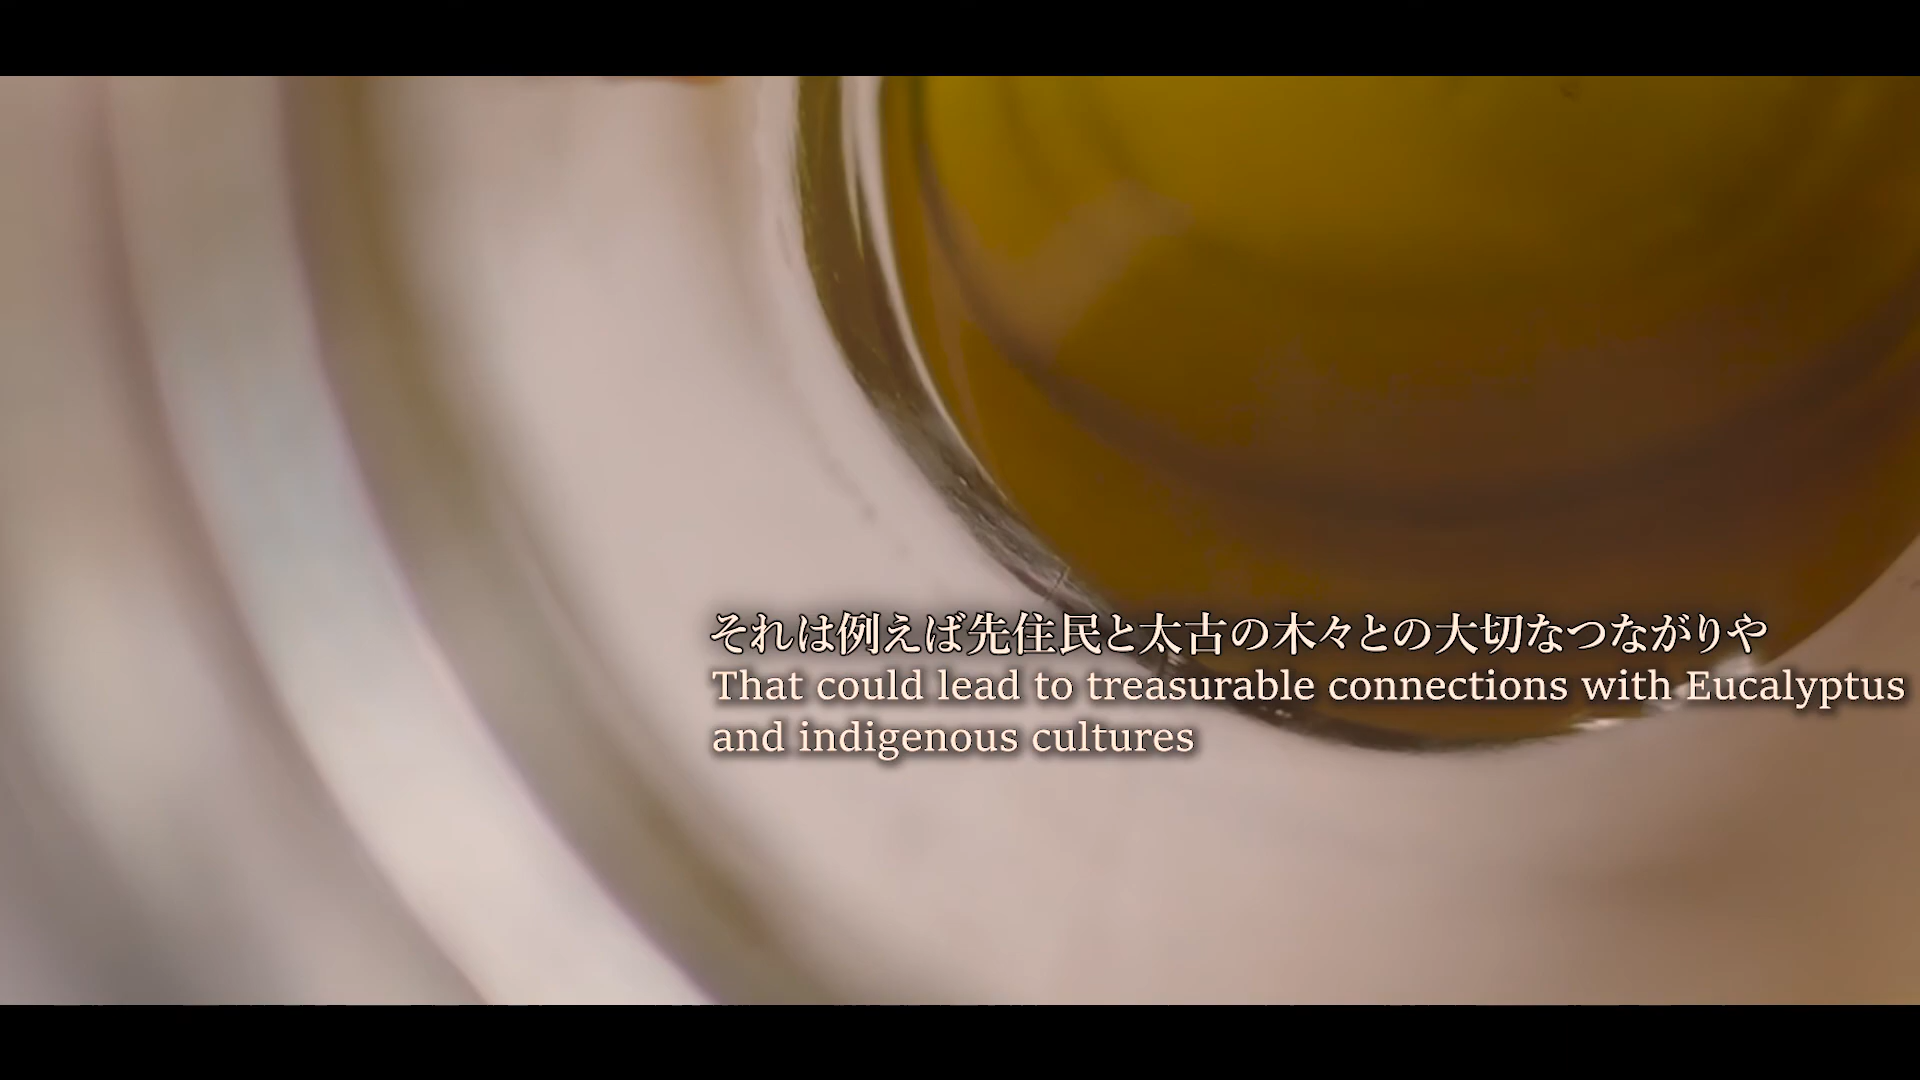 それは例えば先住民と太古の木々との大切なつながりや
That could lead to treasurable connections with Eucalyptus
and indigenous cultures